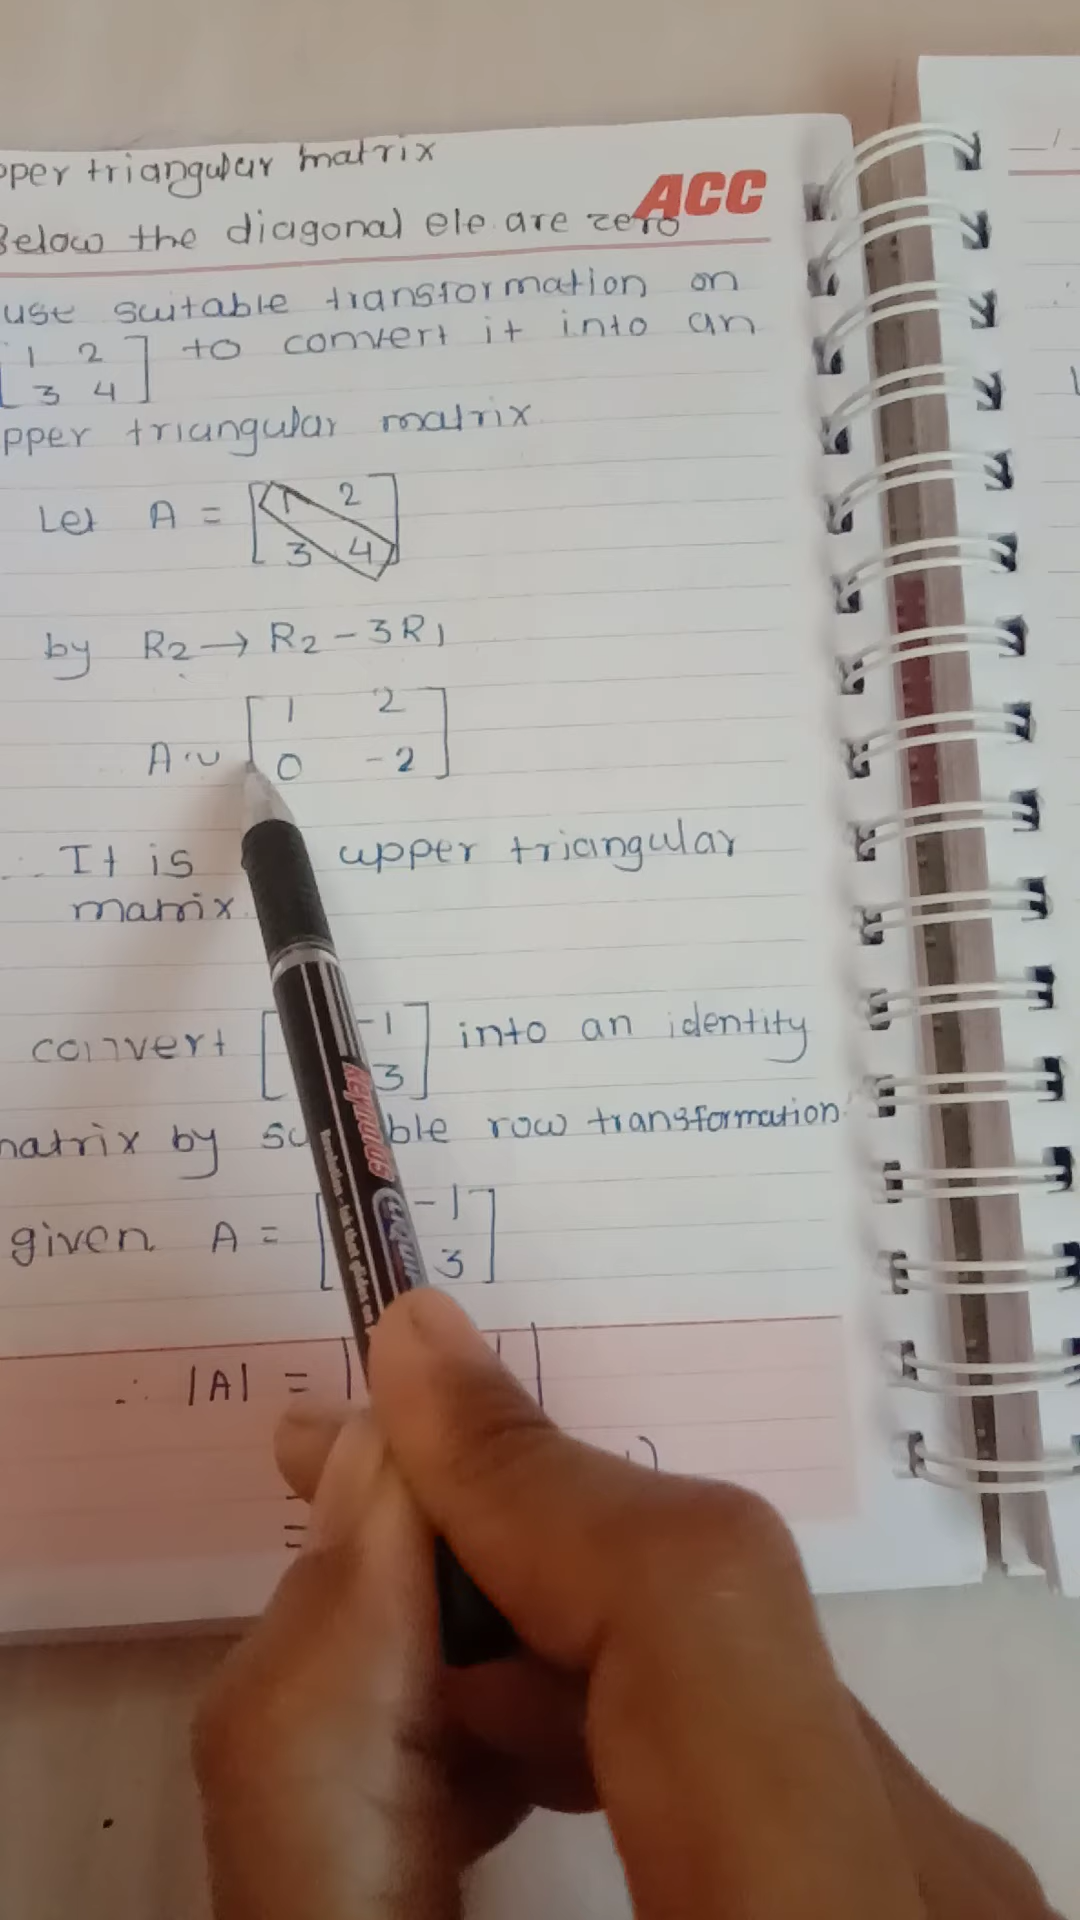 pper triangular matrix
Below the diagonal ele. are zero
ACC
use suitable transformation on
[1 2] to convert it into an
[3 4]
pper triangular matrix
Let A = [1 2]
[3 4]
by R2 → R2 - 3R1
A ~ [1 2]
[0 -2]
∴ It is upper triangular
matrix.
convert [ -1] into an identity
[ 3]
matrix by su ble row transformation.
given A = [ -1]
[ 3]
∴ |A| = | |
=